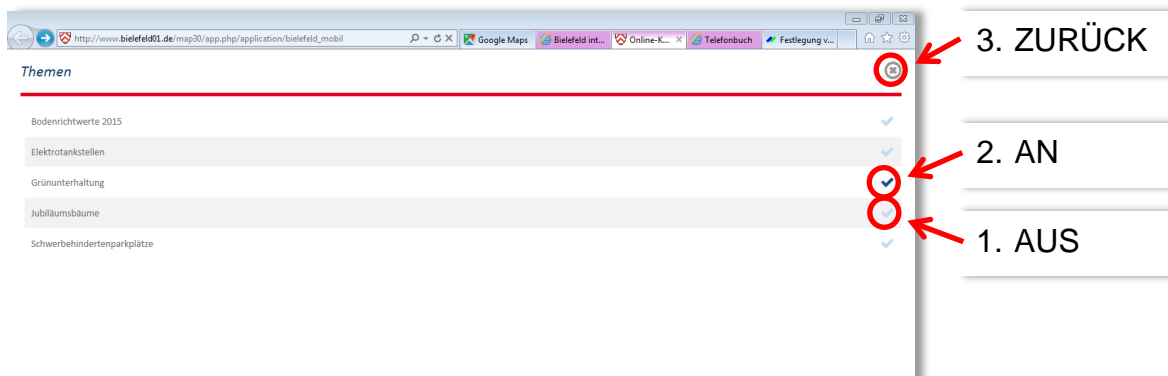 http://www.bielefeld01.de/map30/app.php/application/bielefeld_mobil
Google Maps
Bielefeld int...
Online-K...
Telefonbuch
Festlegung v...
Themen
3. ZURÜCK
Bodenrichtwerte 2015
Elektrotankstellen
2. AN
Grünunterhaltung
Jubiläumsbäume
1. AUS
Schwerbehindertenparkplätze